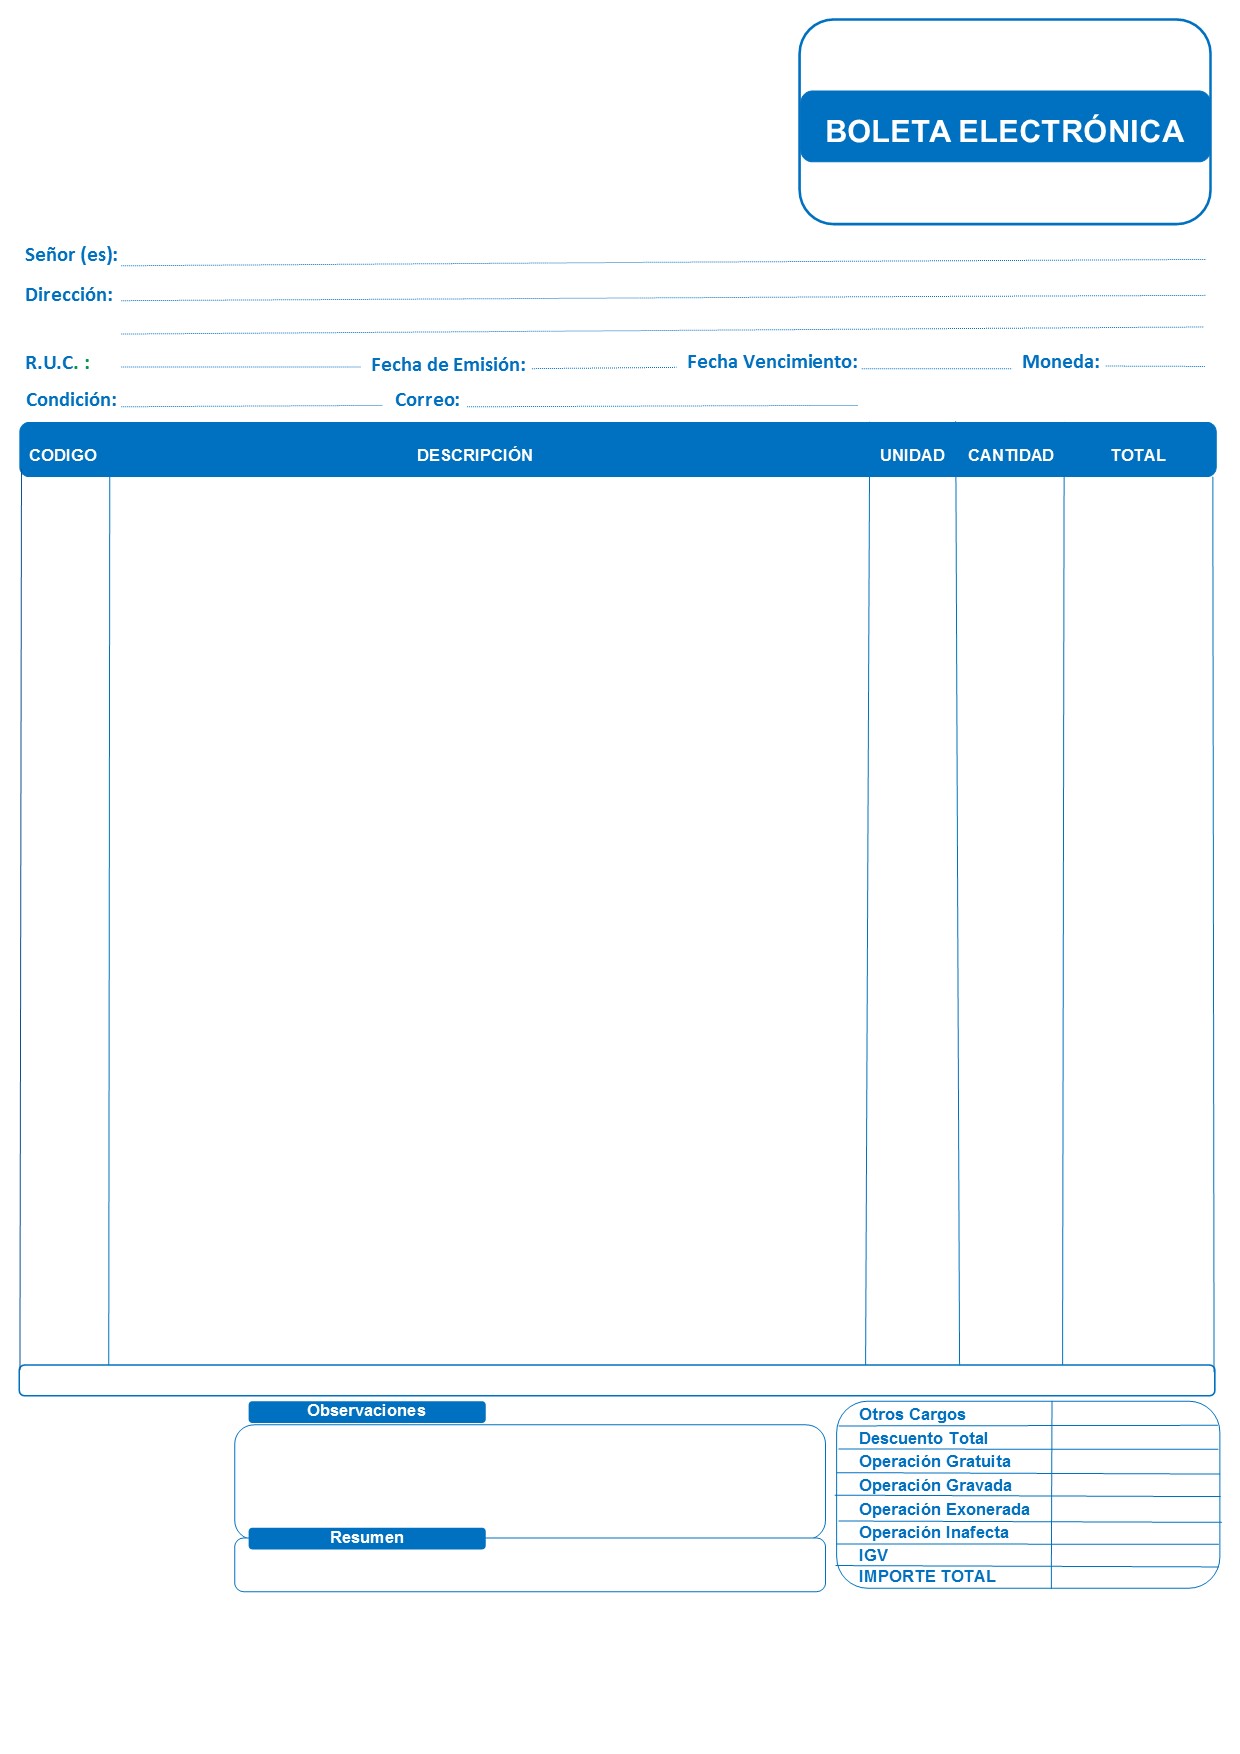 BOLETA ELECTRÓNICA
Señor (es):
Dirección:
R.U.C. : Fecha de Emisión: Fecha Vencimiento: Moneda:
Condición: Correo:
CODIGO DESCRIPCIÓN UNIDAD CANTIDAD TOTAL
Observaciones
Resumen
Otros Cargos
Descuento Total
Operación Gratuita
Operación Gravada
Operación Exonerada
Operación Inafecta
IGV
IMPORTE TOTAL